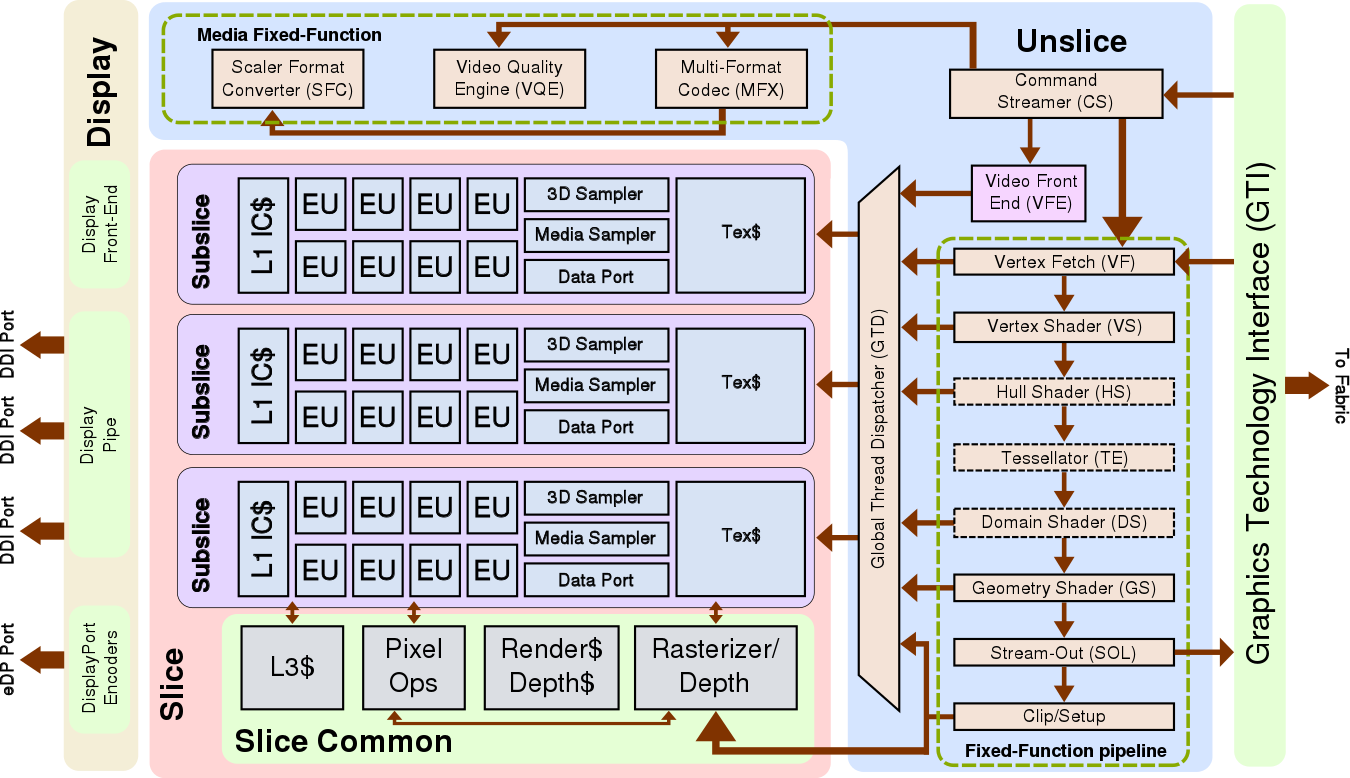 Display
Display
Front-End
Display
Pipe
DisplayPort
Encoders
DDI Port
DDI Port
DDI Port
eDP Port
Media Fixed-Function
Scaler Format
Converter (SFC)
Video Quality
Engine (VQE)
Multi-Format
Codec (MFX)
Unslice
Command
Streamer (CS)
Video Front
End (VFE)
Slice
Subslice
L1 IC$
EU
EU
EU
EU
EU
EU
EU
EU
3D Sampler
Media Sampler
Data Port
Tex$
Subslice
L1 IC$
EU
EU
EU
EU
EU
EU
EU
EU
3D Sampler
Media Sampler
Data Port
Tex$
Subslice
L1 IC$
EU
EU
EU
EU
EU
EU
EU
EU
3D Sampler
Media Sampler
Data Port
Tex$
L3$
Pixel
Ops
Render$
Depth$
Rasterizer/
Depth
Slice Common
Global Thread Dispatcher (GTD)
Vertex Fetch (VF)
Vertex Shader (VS)
Hull Shader (HS)
Tessellator (TE)
Domain Shader (DS)
Geometry Shader (GS)
Stream-Out (SOL)
Clip/Setup
Fixed-Function pipeline
Graphics Technology Interface (GTI)
To Fabric